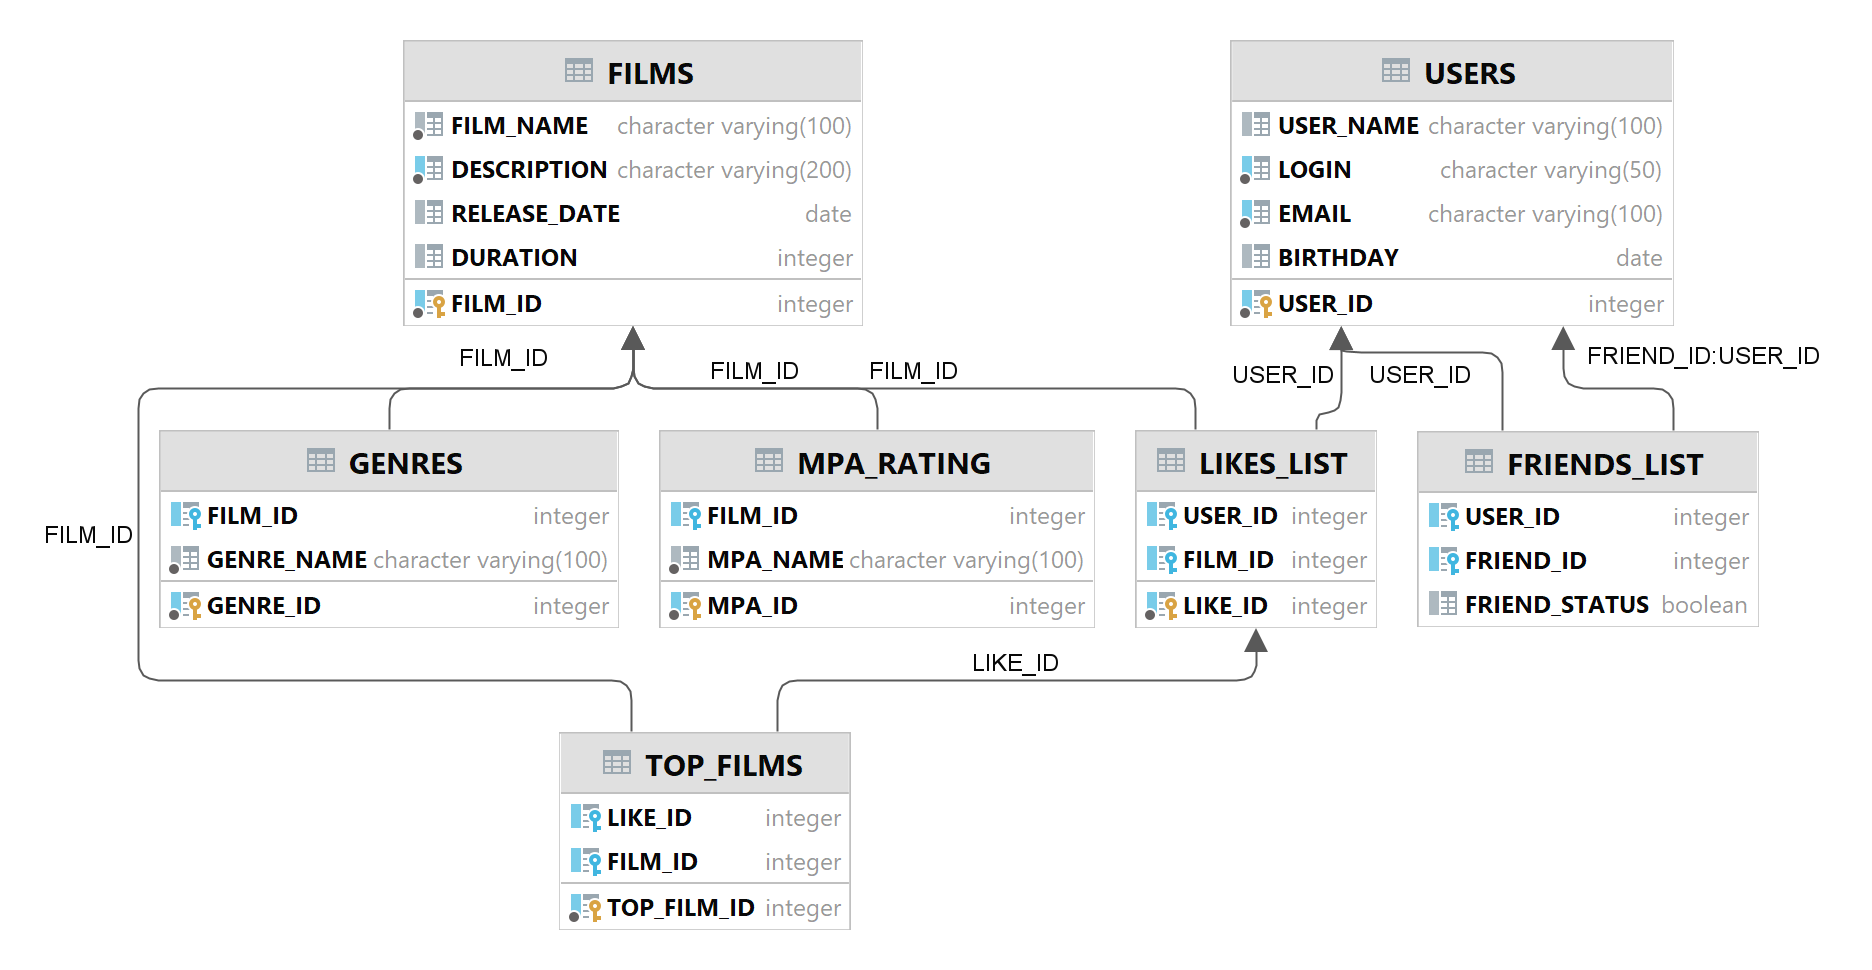 FILMS
FILM_NAME character varying(100)
DESCRIPTION character varying(200)
RELEASE_DATE date
DURATION integer
FILM_ID integer
USERS
USER_NAME character varying(100)
LOGIN character varying(50)
EMAIL character varying(100)
BIRTHDAY date
USER_ID integer
FILM_ID
FILM_ID
FILM_ID
USER_ID
USER_ID
FRIEND_ID:USER_ID
FILM_ID
GENRES
FILM_ID integer
GENRE_NAME character varying(100)
GENRE_ID integer
MPA_RATING
FILM_ID integer
MPA_NAME character varying(100)
MPA_ID integer
LIKES_LIST
USER_ID integer
FILM_ID integer
LIKE_ID integer
FRIENDS_LIST
USER_ID integer
FRIEND_ID integer
FRIEND_STATUS boolean
LIKE_ID
TOP_FILMS
LIKE_ID integer
FILM_ID integer
TOP_FILM_ID integer